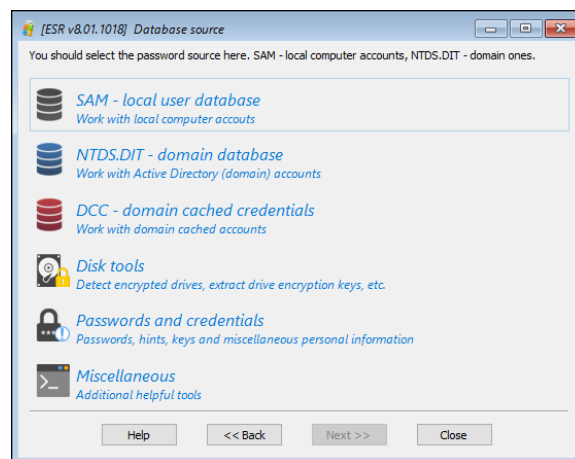 [ESR v8.01.1018] Database source
You should select the password source here. SAM - local computer accounts, NTDS.DIT - domain ones.
SAM - local user database
Work with local computer accouts
NTDS.DIT - domain database
Work with Active Directory (domain) accounts
DCC - domain cached credentials
Work with domain cached accounts
Disk tools
Detect encrypted drives, extract drive encryption keys, etc.
Passwords and credentials
Passwords, hints, keys and miscellaneous personal information
Miscellaneous
Additional helpful tools
Help << Back Next >> Close